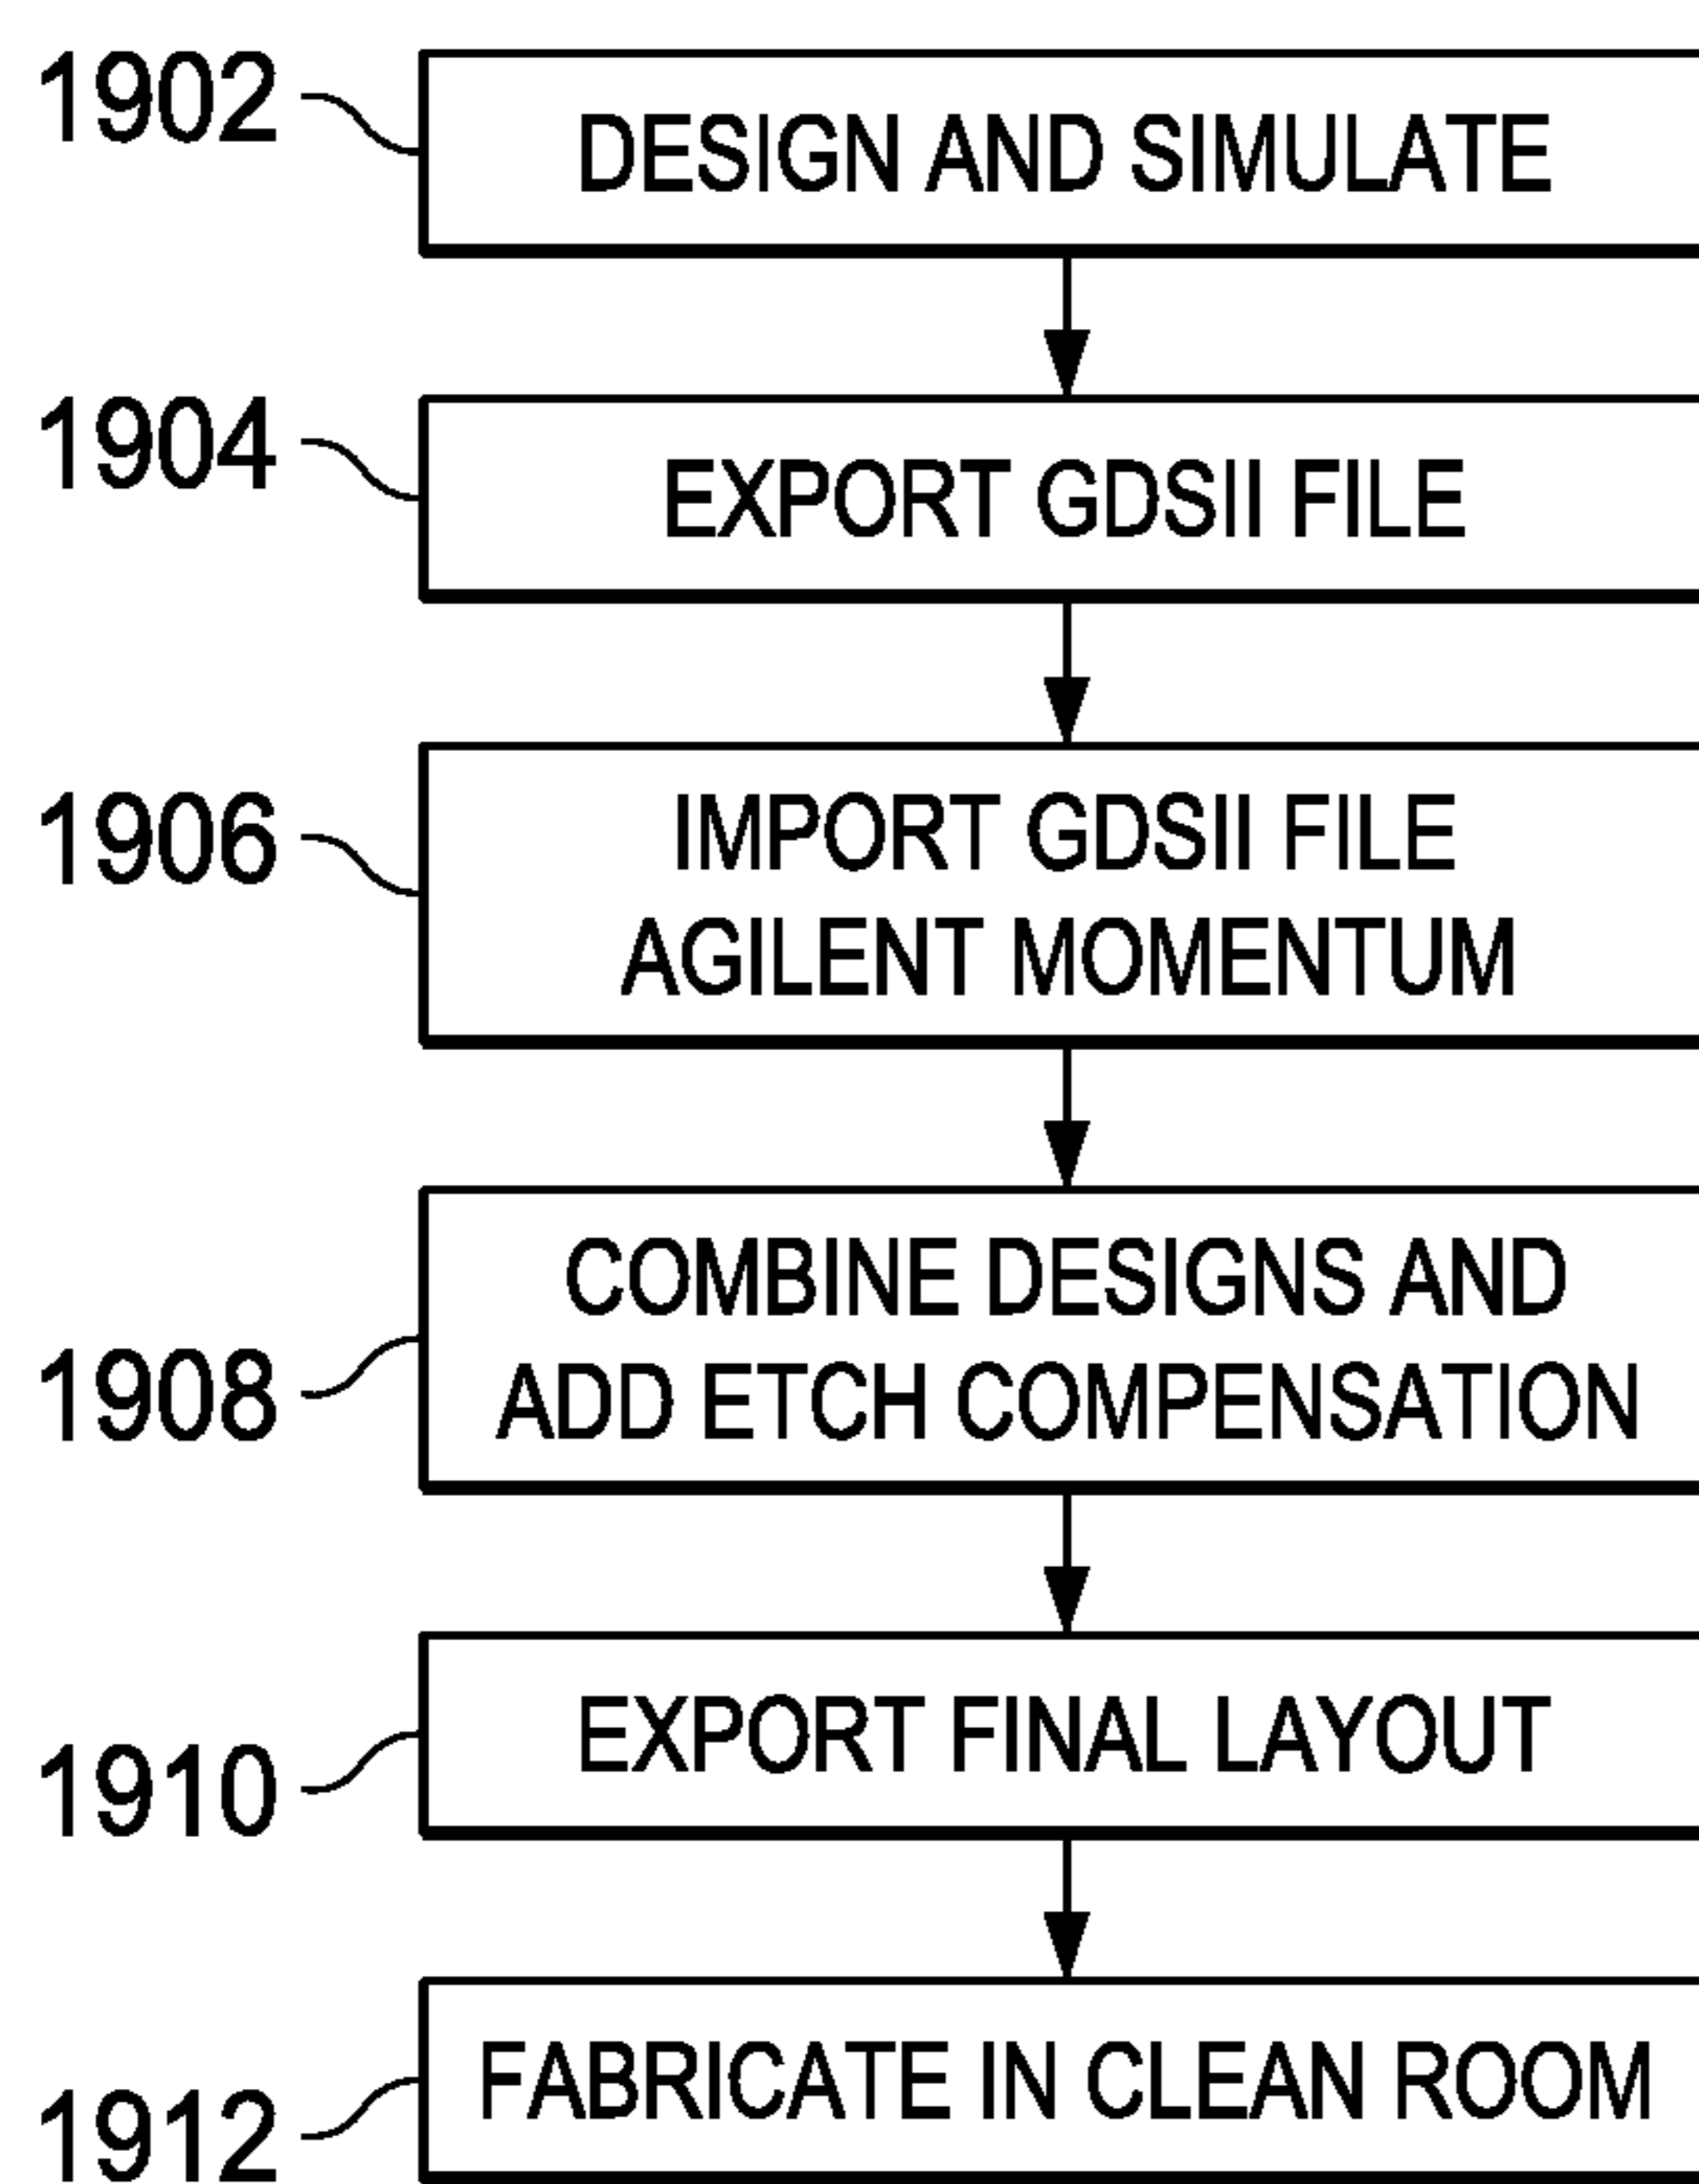 1902
DESIGN AND SIMULATE
1904
EXPORT GDSII FILE
1906
IMPORT GDSII FILE
AGILENT MOMENTUM
1908
COMBINE DESIGNS AND
ADD ETCH COMPENSATION
1910
EXPORT FINAL LAYOUT
1912
FABRICATE IN CLEAN ROOM